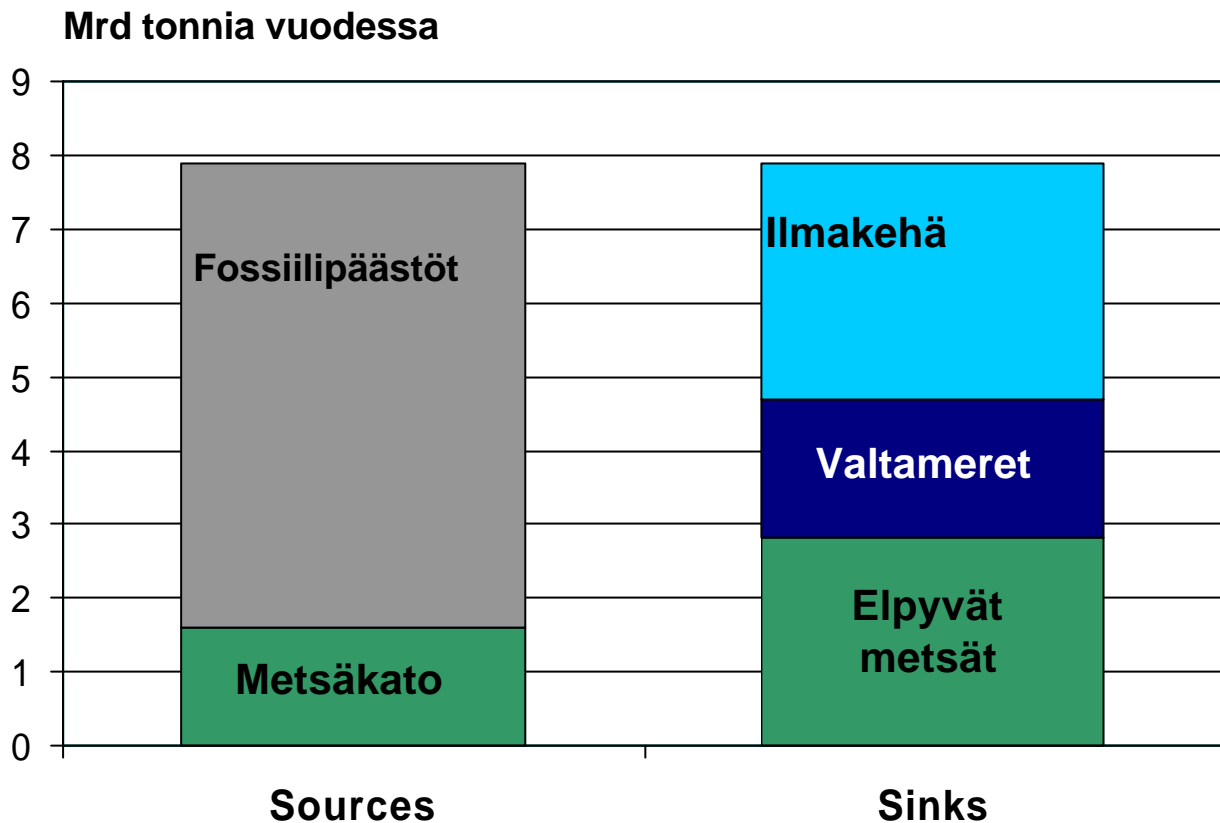 Mrd tonnia vuodessa
9
8
7
6
5
4
3
2
1
0
Fossiilipäästöt
Metsäkato
Ilmakehä
Valtameret
Elpyvät
metsät
Sources
Sinks